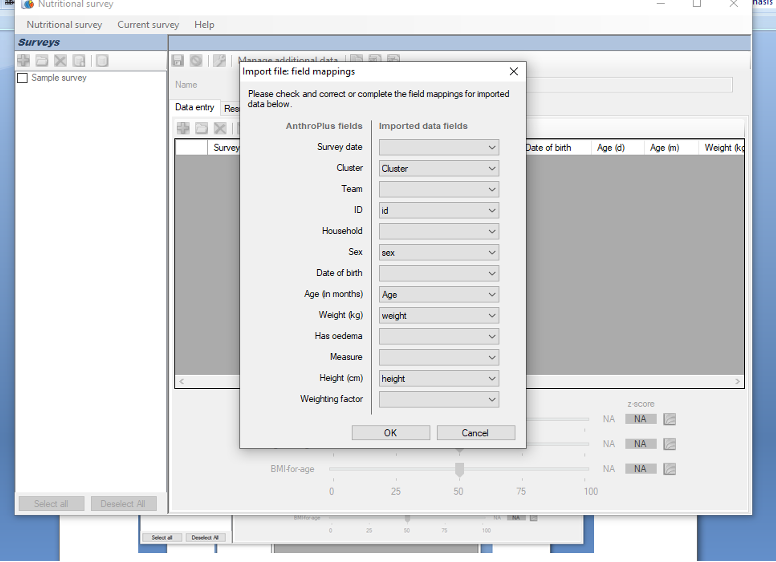 Nutritional survey
Nutritional survey Current survey Help
Surveys
Manage additional data
Sample survey
Name
Data entry
Survey Date of birth Age (d) Age (m) Weight (kg
Import file: field mappings
Please check and correct or complete the field mappings for imported
data below.
AnthroPlus fields Imported data fields
Survey date
Cluster Cluster
Team
ID id
Household
Sex sex
Date of birth
Age (in months) Age
Weight (kg) weight
Has oedema
Measure
Height (cm) height
Weighting factor
OK Cancel
z-score
NA NA
NA NA
BMI-for-age NA NA
0 25 50 75 100
Select all Deselect All
BMI-for-age NA NA
0 25 50 75 100
Select all Deselect All